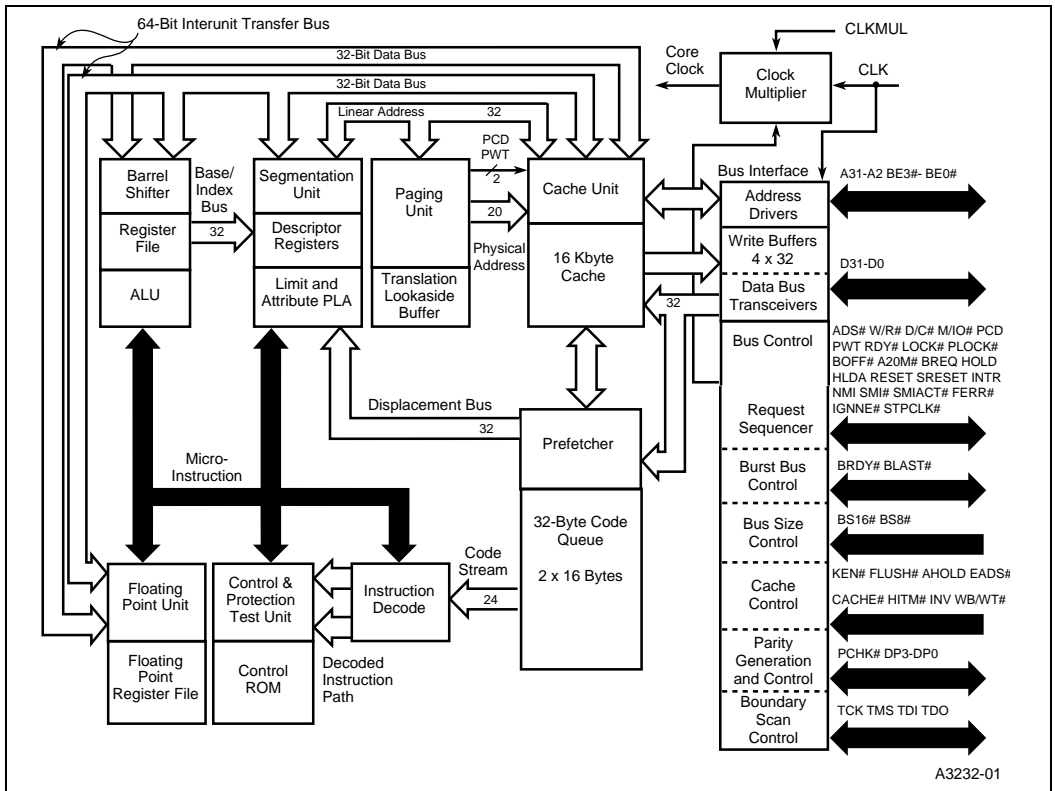 64-Bit Interunit Transfer Bus
32-Bit Data Bus
32-Bit Data Bus
Linear Address
32
Core
Clock
CLKMUL
Clock
Multiplier
CLK
PCD
PWT
2
Barrel
Shifter
Register
File
ALU
Base/
Index
Bus
32
Segmentation
Unit
Descriptor
Registers
Limit and
Attribute PLA
Paging
Unit
Translation
Lookaside
Buffer
20
Physical
Address
Cache Unit
16 Kbyte
Cache
32
Bus Interface
Address
Drivers
Write Buffers
4 x 32
Data Bus
Transceivers
Bus Control
Request
Sequencer
Burst Bus
Control
Bus Size
Control
Cache
Control
Parity
Generation
and Control
Boundary
Scan
Control
A31-A2 BE3#- BE0#
D31-D0
ADS# W/R# D/C# M/IO# PCD
PWT RDY# LOCK# PLOCK#
BOFF# A20M# BREQ HOLD
HLDA RESET SRESET INTR
NMI SMI# SMIACT# FERR#
IGNNE# STPCLK#
BRDY# BLAST#
BS16# BS8#
KEN# FLUSH# AHOLD EADS#
CACHE# HITM# INV WB/WT#
PCHK# DP3-DP0
TCK TMS TDI TDO
Displacement Bus
32
Prefetcher
32-Byte Code
Queue
2 x 16 Bytes
Micro-
Instruction
Code
Stream
24
Floating
Point Unit
Floating
Point
Register File
Control &
Protection
Test Unit
Control
ROM
Instruction
Decode
Decoded
Instruction
Path
A3232-01